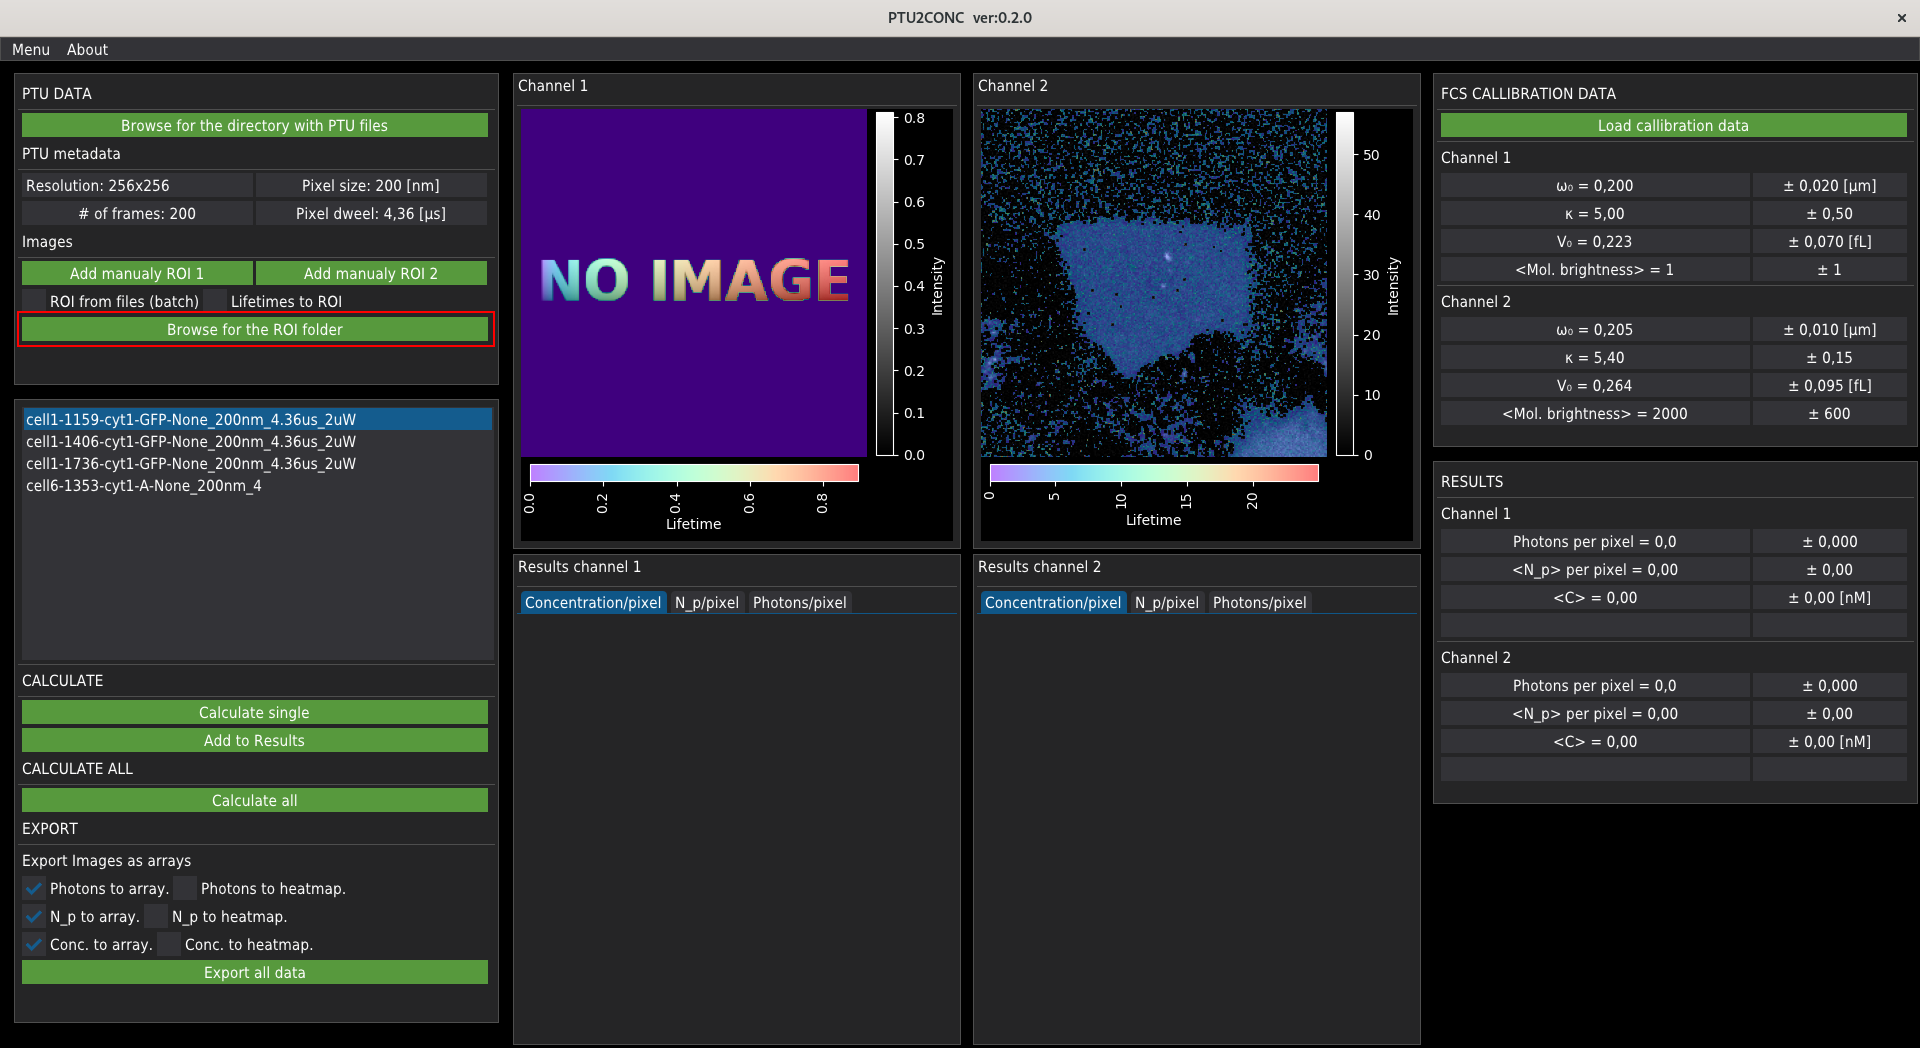 PTU2CONC ver:0.2.0
Menu About
PTU DATA
Browse for the directory with PTU files
PTU metadata
Resolution: 256x256 Pixel size: 200 [nm]
# of frames: 200 Pixel dweel: 4,36 [µs]
Images
Add manualy ROI 1 Add manualy ROI 2
ROI from files (batch) Lifetimes to ROI
Browse for the ROI folder
cell1-1159-cyt1-GFP-None_200nm_4.36us_2uW
cell1-1406-cyt1-GFP-None_200nm_4.36us_2uW
cell1-1736-cyt1-GFP-None_200nm_4.36us_2uW
cell6-1353-cyt1-A-None_200nm_4
CALCULATE
Calculate single
Add to Results
CALCULATE ALL
Calculate all
EXPORT
Export Images as arrays
Photons to array. Photons to heatmap.
N_p to array. N_p to heatmap.
Conc. to array. Conc. to heatmap.
Export all data
Channel 1
NO IMAGE
0.8
0.7
0.6
0.5
0.4
0.3
0.2
0.1
0.0
Intensity
0.0 0.2 0.4 0.6 0.8
Lifetime
Results channel 1
Concentration/pixel N_p/pixel Photons/pixel
Channel 2
50
40
30
20
10
0
Intensity
0 5 10 15 20
Lifetime
Results channel 2
Concentration/pixel N_p/pixel Photons/pixel
FCS CALLIBRATION DATA
Load callibration data
Channel 1
ω₀ = 0,200 ± 0,020 [µm]
κ = 5,00 ± 0,50
V₀ = 0,223 ± 0,070 [fL]
<Mol. brightness> = 1 ± 1
Channel 2
ω₀ = 0,205 ± 0,010 [µm]
κ = 5,40 ± 0,15
V₀ = 0,264 ± 0,095 [fL]
<Mol. brightness> = 2000 ± 600
RESULTS
Channel 1
Photons per pixel = 0,0 ± 0,000
<N_p> per pixel = 0,00 ± 0,00
<C> = 0,00 ± 0,00 [nM]
Channel 2
Photons per pixel = 0,0 ± 0,000
<N_p> per pixel = 0,00 ± 0,00
<C> = 0,00 ± 0,00 [nM]